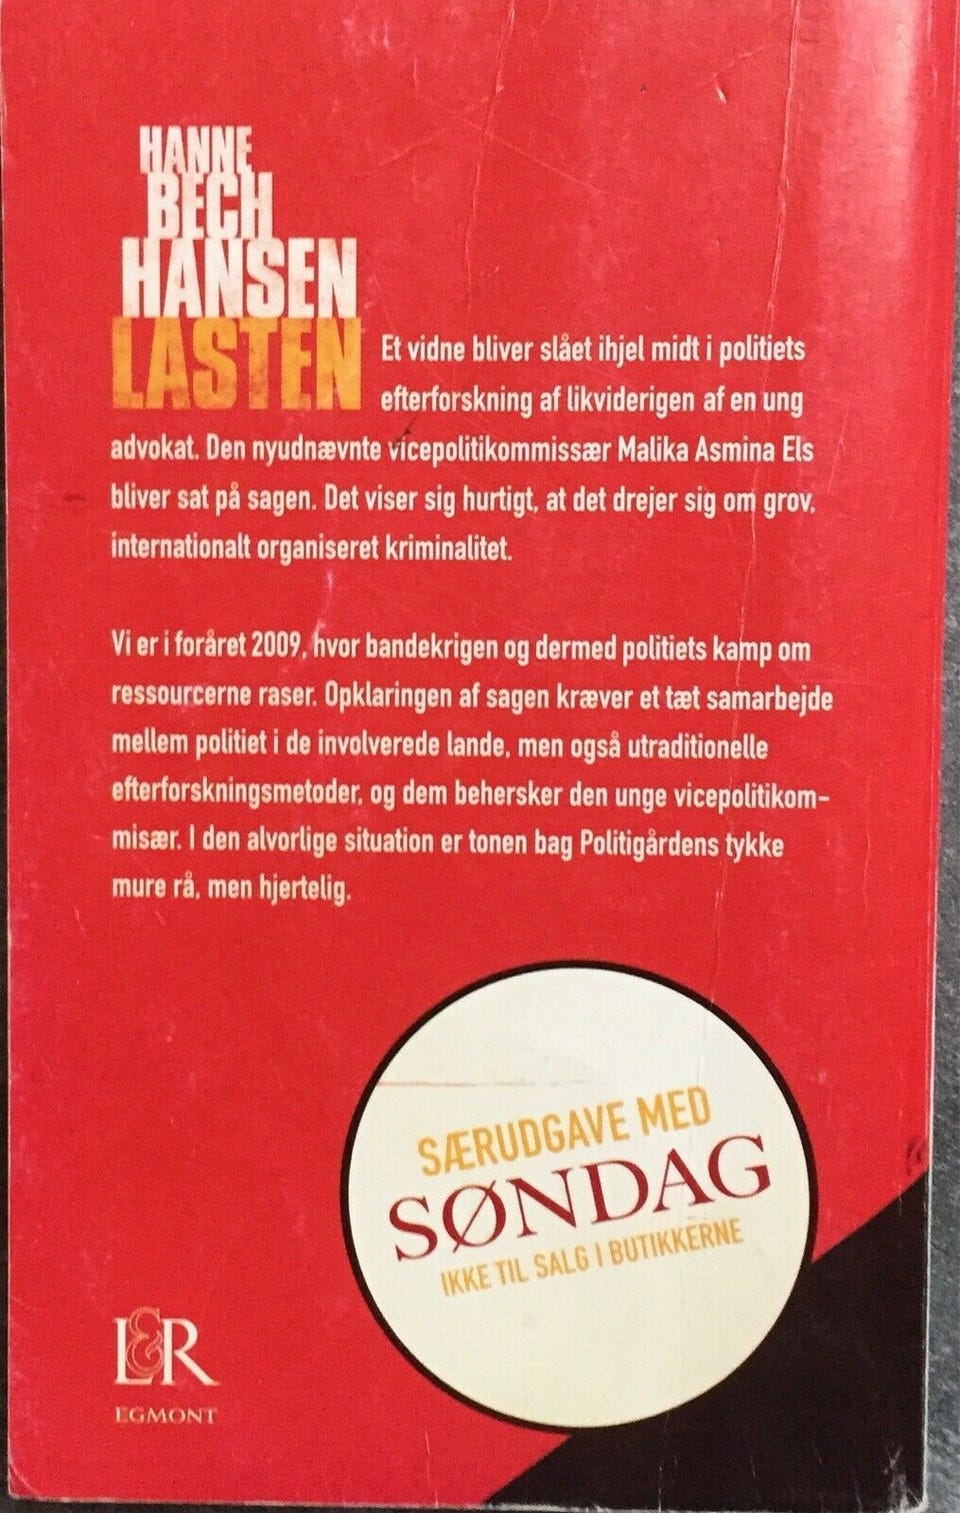 HANNE
BECH
HANSEN
LASTEN
Et vidne bliver slået ihjel midt i politiets
efterforskning af likviderigen af en ung
advokat. Den nyudnævnte vicepolitikommissær Malika Asmina Els
bliver sat på sagen. Det viser sig hurtigt, at det drejer sig om grov,
internationalt organiseret kriminalitet.
Vi er i foråret 2009, hvor bandekrigen og dermed politiets kamp om
ressourcerne raser. Opklaringen af sagen kræver et tæt samarbejde
mellem politiet i de involverede lande, men også utraditionelle
efterforskningsmetoder, og dem behersker den unge vicepolitikom-
misær. I den alvorlige situation er tonen bag Politigårdens tykke
mure rå, men hjertelig.
SÆRUDGAVE MED
SØNDAG
IKKE TIL SALG I BUTIKKERNE
L&R
EGMONT